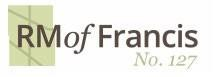 RM of Francis
No. 127